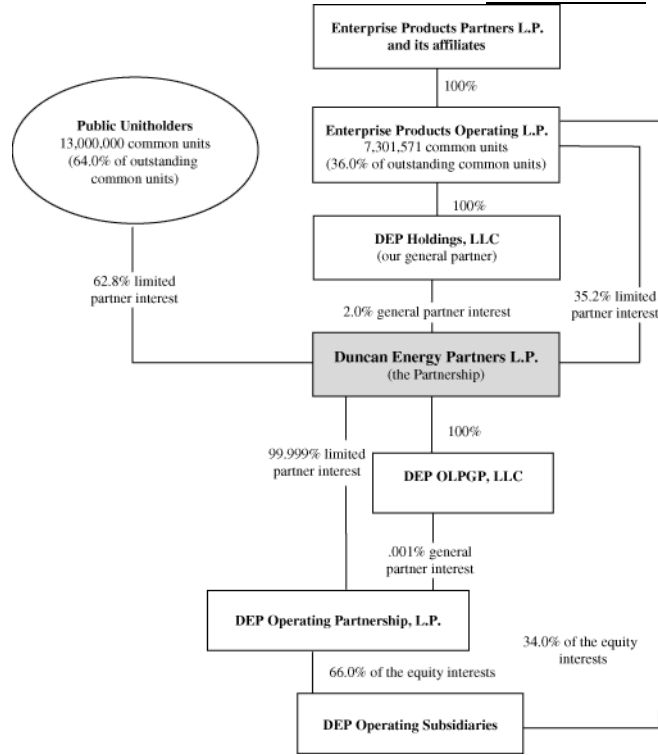 Enterprise Products Partners L.P.
and its affiliates
100%
Public Unitholders
13,000,000 common units
(64.0% of outstanding
common units)
Enterprise Products Operating L.P.
7,301,571 common units
(36.0% of outstanding common units)
100%
DEP Holdings, LLC
(our general partner)
62.8% limited
partner interest
2.0% general partner interest
35.2% limited
partner interest
Duncan Energy Partners L.P.
(the Partnership)
99.999% limited
partner interest
100%
DEP OLPGP, LLC
.001% general
partner interest
DEP Operating Partnership, L.P.
34.0% of the equity
interests
66.0% of the equity interests
DEP Operating Subsidiaries